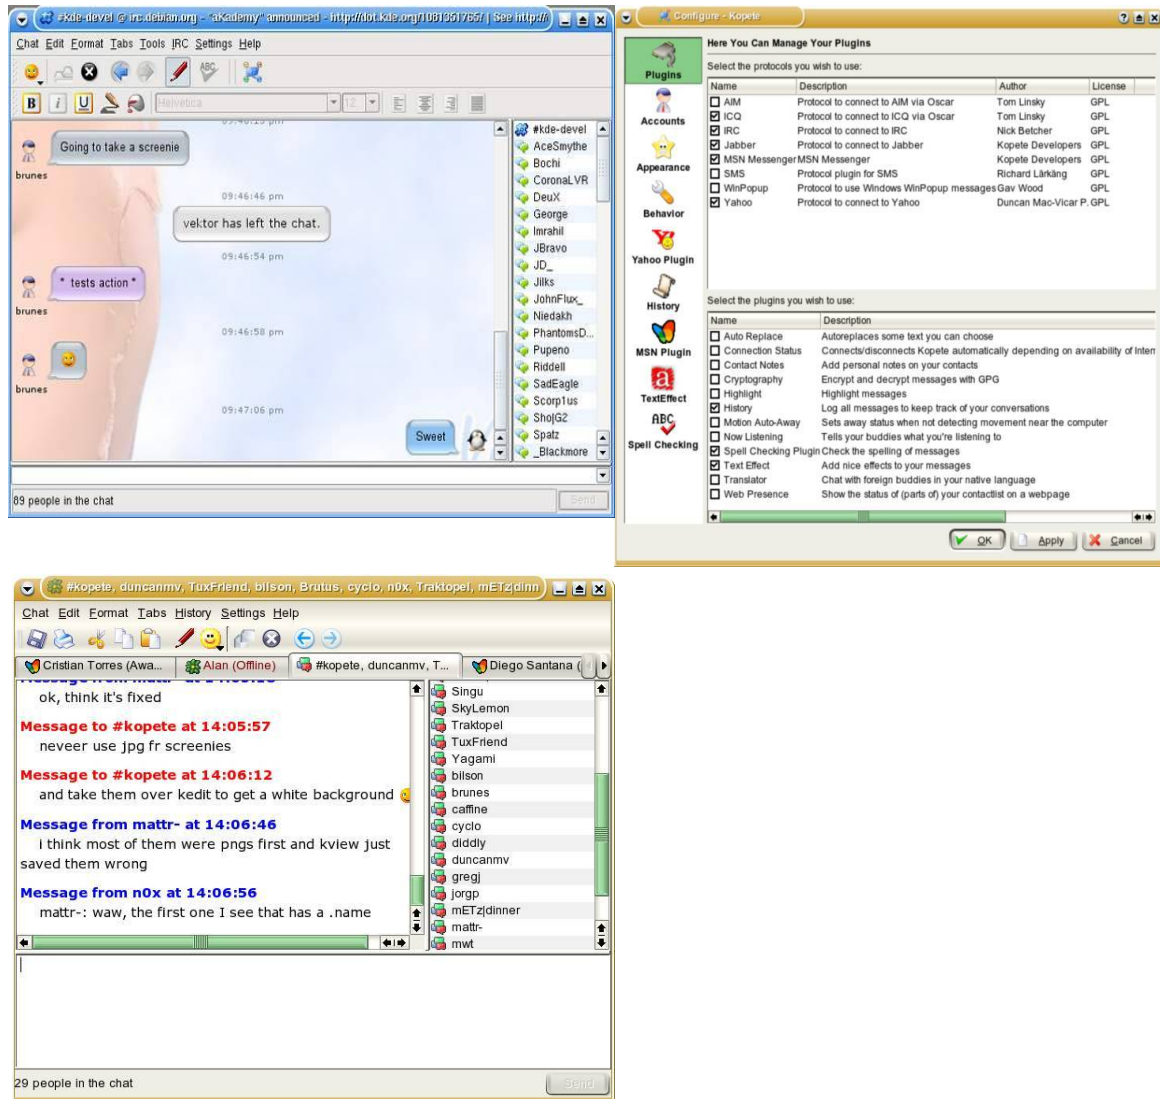 #kde-devel @ irc.debian.org - "aKademy" announced - http://dot.kde.org/1081351765/ | See http://
Chat Edit Format Tabs Tools IRC Settings Help
ABC
B i U Helvetica 12
Going to take a screenie
brunes
09:46:46 pm
vektor has left the chat.
09:46:54 pm
* tests action *
brunes
09:46:58 pm
brunes
09:47:06 pm
Sweet
#kde-devel
AceSmythe
Bochi
CoronaLVR
DeuX
George
Imrahil
JBravo
JD_
Jilks
JohnFlux_
Niedakh
PhantomsD...
Pupeno
Riddell
SadEagle
Scorp1us
Sho|G2
Spatz
_Blackmore
89 people in the chat
Send
Configure - Kopete
Plugins
Accounts
Appearance
Behavior
Yahoo Plugin
History
MSN Plugin
a
TextEffect
ABC
Spell Checking
Here You Can Manage Your Plugins
Select the protocols you wish to use:
Name Description Author License
AIM Protocol to connect to AIM via Oscar Tom Linsky GPL
ICQ Protocol to connect to ICQ via Oscar Tom Linsky GPL
IRC Protocol to connect to IRC Nick Betcher GPL
Jabber Protocol to connect to Jabber Kopete Developers GPL
MSN Messenger MSN Messenger Kopete Developers GPL
SMS Protocol plugin for SMS Richard Lärkäng GPL
WinPopup Protocol to use Windows WinPopup messages Gav Wood GPL
Yahoo Protocol to connect to Yahoo Duncan Mac-Vicar P. GPL
Select the plugins you wish to use:
Name Description
Auto Replace Autoreplaces some text you can choose
Connection Status Connects/disconnects Kopete automatically depending on availability of Inter
Contact Notes Add personal notes on your contacts
Cryptography Encrypt and decrypt messages with GPG
Highlight Highlight messages
History Log all messages to keep track of your conversations
Motion Auto-Away Sets away status when not detecting movement near the computer
Now Listening Tells your buddies what you're listening to
Spell Checking Plugin Check the spelling of messages
Text Effect Add nice effects to your messages
Translator Chat with foreign buddies in your native language
Web Presence Show the status of (parts of) your contactlist on a webpage
OK Apply Cancel
#kopete, duncanmv, TuxFriend, bilson, Brutus, cyclo, n0x, Traktopel, mETz|dinn
Chat Edit Format Tabs History Settings Help
Cristian Torres (Awa... Alan (Offline) #kopete, duncanmv, T... Diego Santana (
ok, think it's fixed
Message to #kopete at 14:05:57
neveer use jpg fr screenies
Message to #kopete at 14:06:12
and take them over kedit to get a white background
Message from mattr- at 14:06:46
i think most of them were pngs first and kview just
saved them wrong
Message from n0x at 14:06:56
mattr-: waw, the first one I see that has a .name
Singu
SkyLemon
Traktopel
TuxFriend
Yagami
bilson
brunes
caffine
cyclo
diddly
duncanmv
gregj
jorgp
mETz|dinner
mattr-
mwt
29 people in the chat
Send